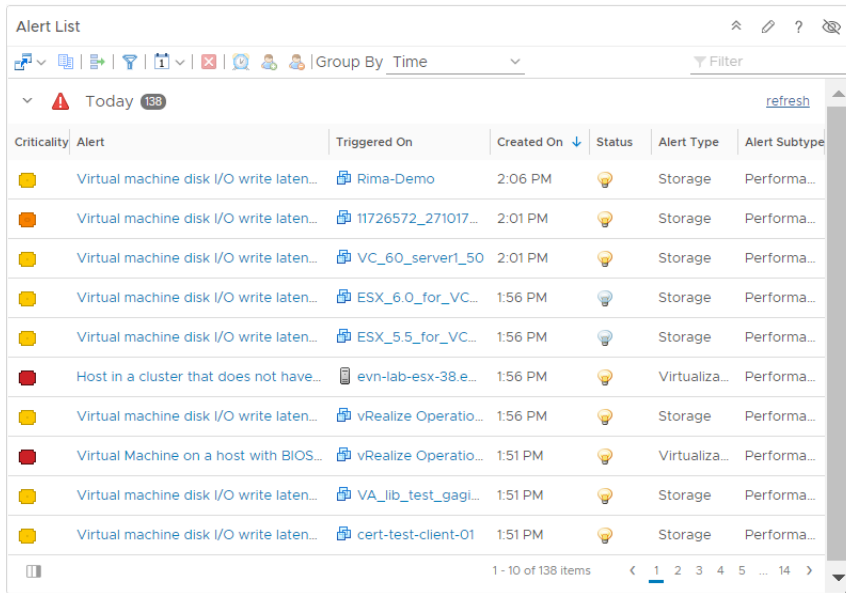 Alert List ?
1 Group By Time Filter
Today 138 refresh
Criticality Alert Triggered On Created On Status Alert Type Alert Subtype
Virtual machine disk I/O write laten... Rima-Demo 2:06 PM Storage Performa...
Virtual machine disk I/O write laten... 11726572_271017... 2:01 PM Storage Performa...
Virtual machine disk I/O write laten... VC_60_server1_50 2:01 PM Storage Performa...
Virtual machine disk I/O write laten... ESX_6.0_for_VC... 1:56 PM Storage Performa...
Virtual machine disk I/O write laten... ESX_5.5_for_VC... 1:56 PM Storage Performa...
Host in a cluster that does not have... evn-lab-esx-38.e... 1:56 PM Virtualiza... Performa...
Virtual machine disk I/O write laten... vRealize Operatio... 1:56 PM Storage Performa...
Virtual Machine on a host with BIOS... vRealize Operatio... 1:51 PM Virtualiza... Performa...
Virtual machine disk I/O write laten... VA_lib_test_gagi... 1:51 PM Storage Performa...
Virtual machine disk I/O write laten... cert-test-client-01 1:51 PM Storage Performa...
1 - 10 of 138 items 1 2 3 4 5 ... 14